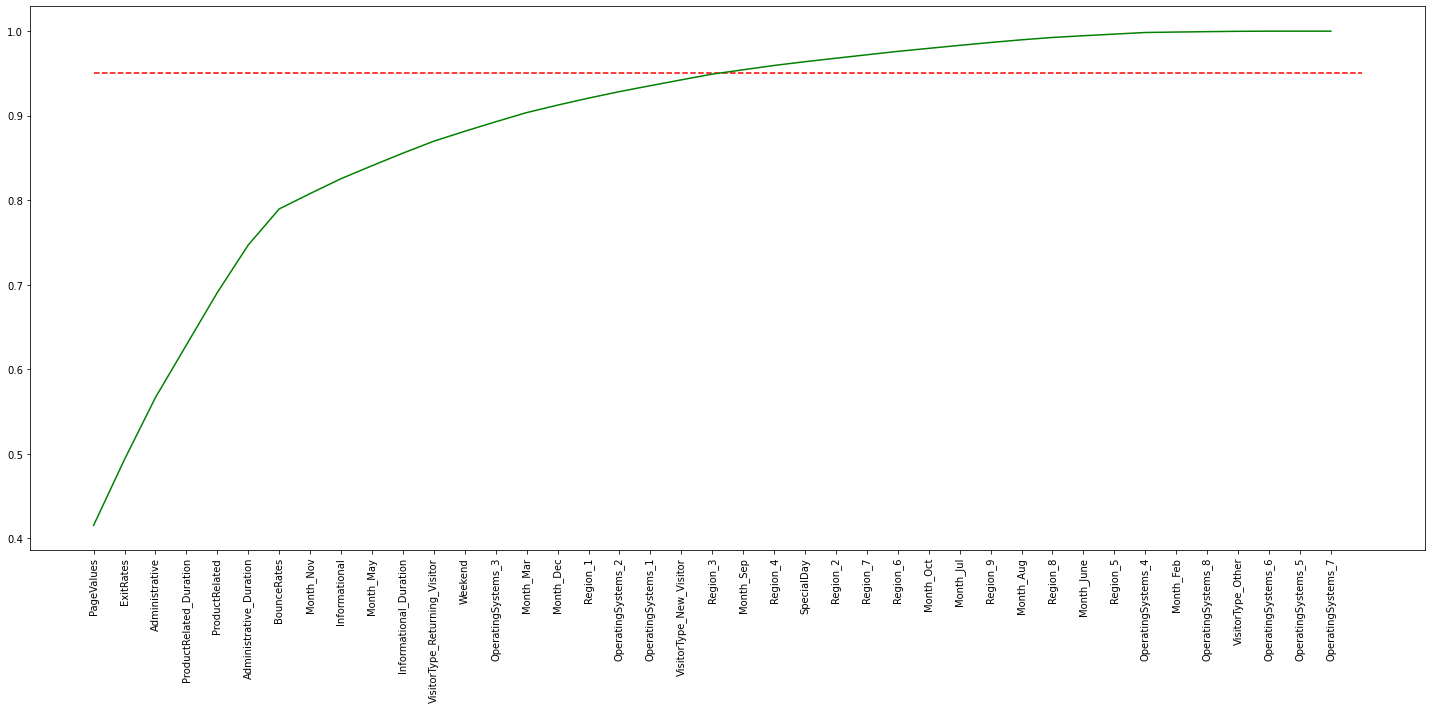 1.0
0.9
0.8
0.7
0.6
0.5
0.4
PageValues
ExitRates
Administrative
ProductRelated_Duration
ProductRelated
Administrative_Duration
BounceRates
Month_Nov
Informational
Month_May
Informational_Duration
VisitorType_Returning_Visitor
Weekend
OperatingSystems_3
Month_Mar
Month_Dec
Region_1
OperatingSystems_2
OperatingSystems_1
VisitorType_New_Visitor
Region_3
Month_Sep
Region_4
SpecialDay
Region_2
Region_7
Region_6
Month_Oct
Month_Jul
Region_9
Month_Aug
Region_8
Month_June
Region_5
OperatingSystems_4
Month_Feb
OperatingSystems_8
VisitorType_Other
OperatingSystems_6
OperatingSystems_5
OperatingSystems_7